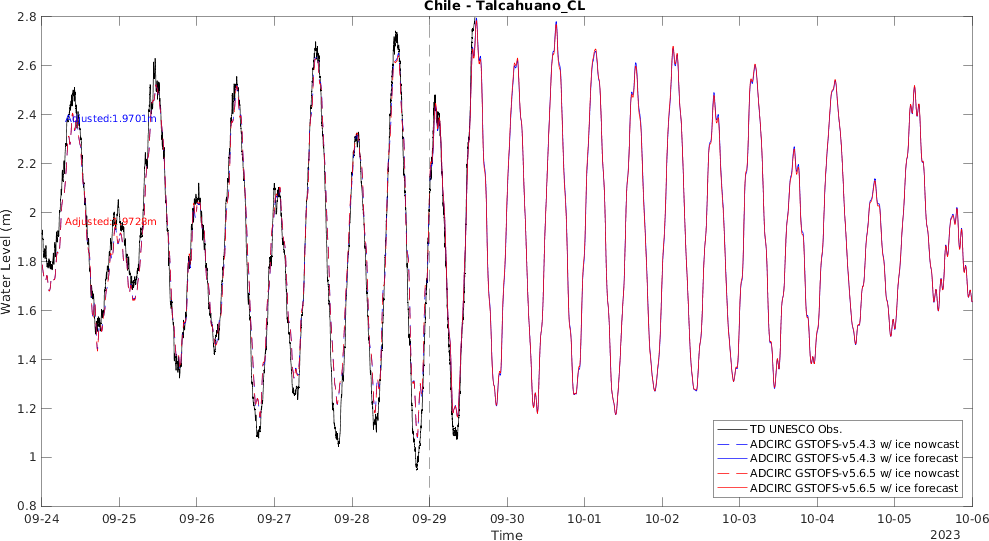 Chile - Talcahuano_CL
2.8
2.6
2.4
2.2
2
1.8
1.6
1.4
1.2
1
0.8
Water Level (m)
Adjusted:1.9701m
Adjusted:1.9728m
TD UNESCO Obs.
ADCIRC GSTOFS-v5.4.3 w/ ice nowcast
ADCIRC GSTOFS-v5.4.3 w/ ice forecast
ADCIRC GSTOFS-v5.6.5 w/ ice nowcast
ADCIRC GSTOFS-v5.6.5 w/ ice forecast
09-24 09-25 09-26 09-27 09-28 09-29 09-30 10-01 10-02 10-03 10-04 10-05 10-06
Time
2023